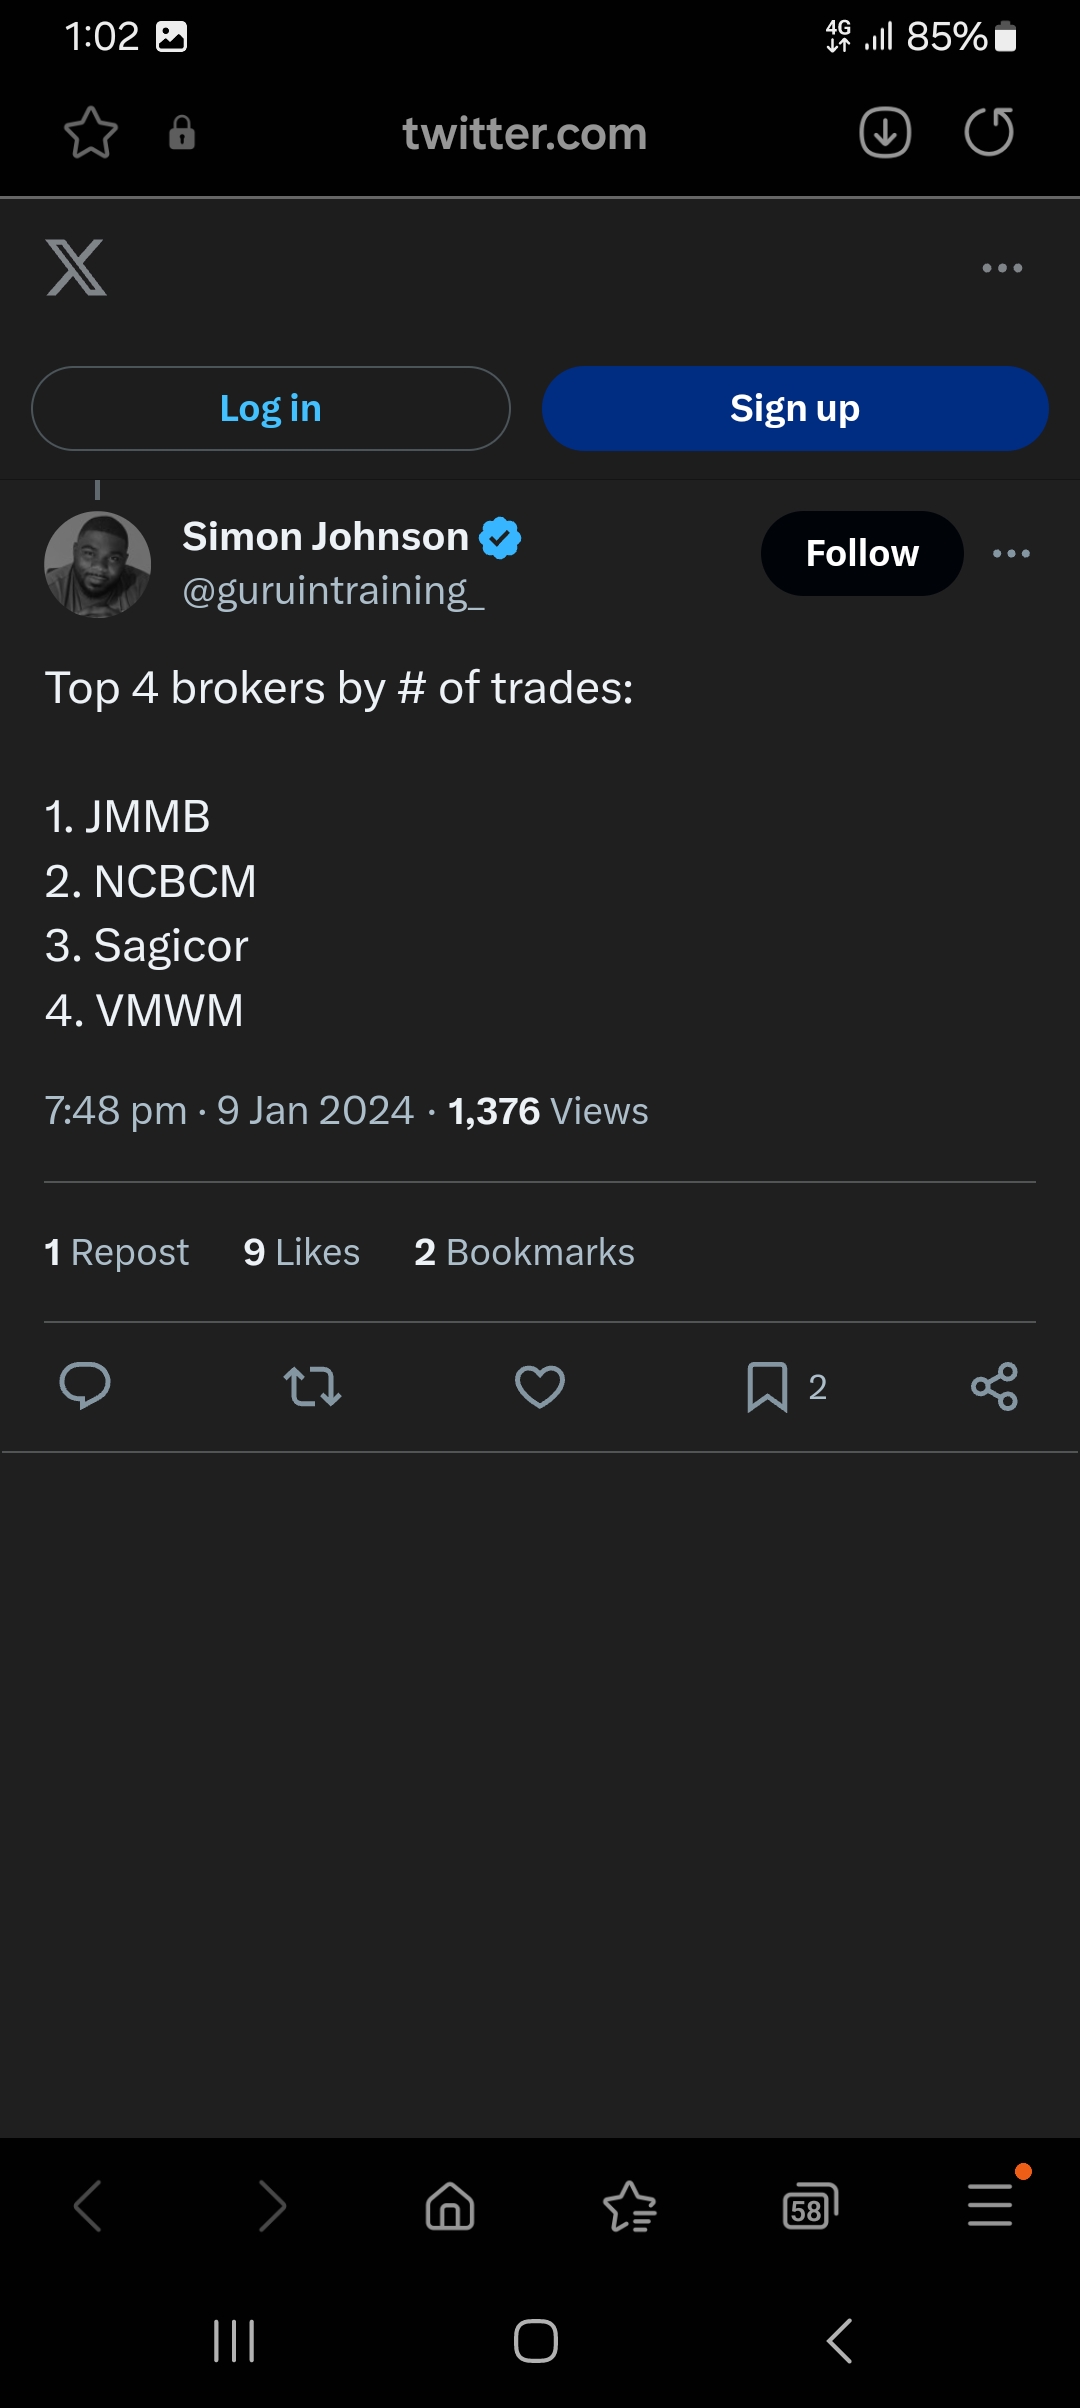 1:02
4G 85%
twitter.com
Log in
Sign up
Simon Johnson
@guruintraining_
Follow
Top 4 brokers by # of trades:
1. JMMB
2. NCBCM
3. Sagicor
4. VMWM
7:48 pm · 9 Jan 2024 · 1,376 Views
1 Repost 9 Likes 2 Bookmarks
2
58